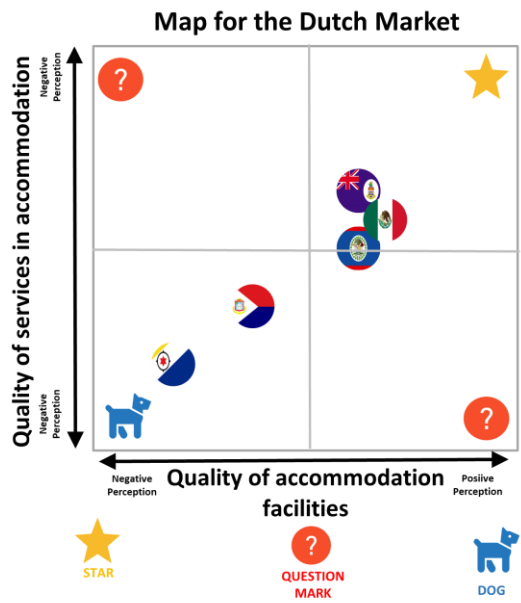 Map for the Dutch Market
Quality of services in accommodation
Negative
Perception
Negative
Perception
?
?
Negative
Perception
Quality of accommodation
facilities
Posiive
Perception
STAR
?
QUESTION
MARK
DOG